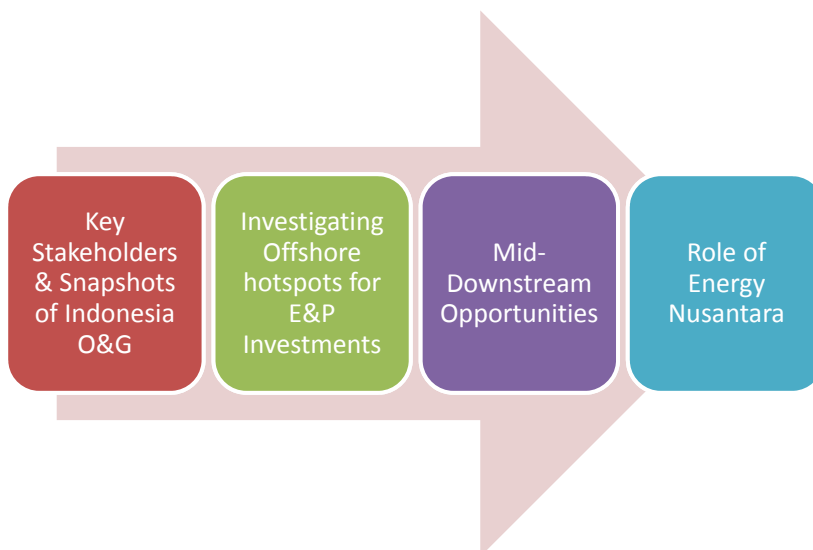 Key
Stakeholders
& Snapshots
of Indonesia
O&G
Investigating
Offshore
hotspots for
E&P
Investments
Mid-
Downstream
Opportunities
Role of
Energy
Nusantara